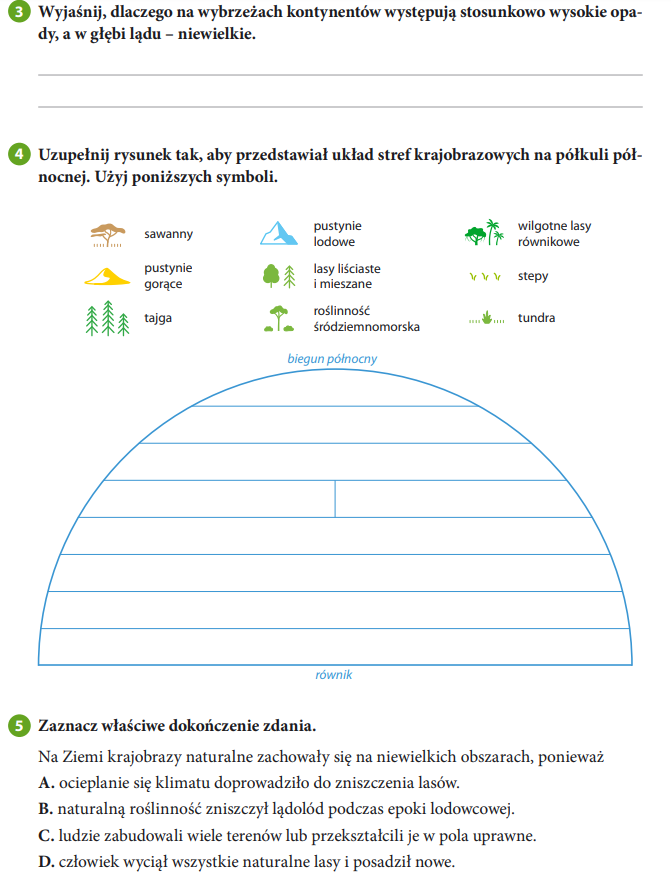 3 Wyjaśnij, dlaczego na wybrzeżach kontynentów występują stosunkowo wysokie opa-
dy, a w głębi lądu – niewielkie.
4 Uzupełnij rysunek tak, aby przedstawiał układ stref krajobrazowych na półkuli pół-
nocnej. Użyj poniższych symboli.
sawanny
pustynie
lodowe
wilgotne lasy
równikowe
pustynie
gorące
lasy liściaste
i mieszane
stepy
tajga
roślinność
śródziemnomorska
tundra
biegun północny
równik
5 Zaznacz właściwe dokończenie zdania.
Na Ziemi krajobrazy naturalne zachowały się na niewielkich obszarach, ponieważ
A. ocieplanie się klimatu doprowadziło do zniszczenia lasów.
B. naturalną roślinność zniszczył lądolód podczas epoki lodowcowej.
C. ludzie zabudowali wiele terenów lub przekształcili je w pola uprawne.
D. człowiek wyciął wszystkie naturalne lasy i posadził nowe.